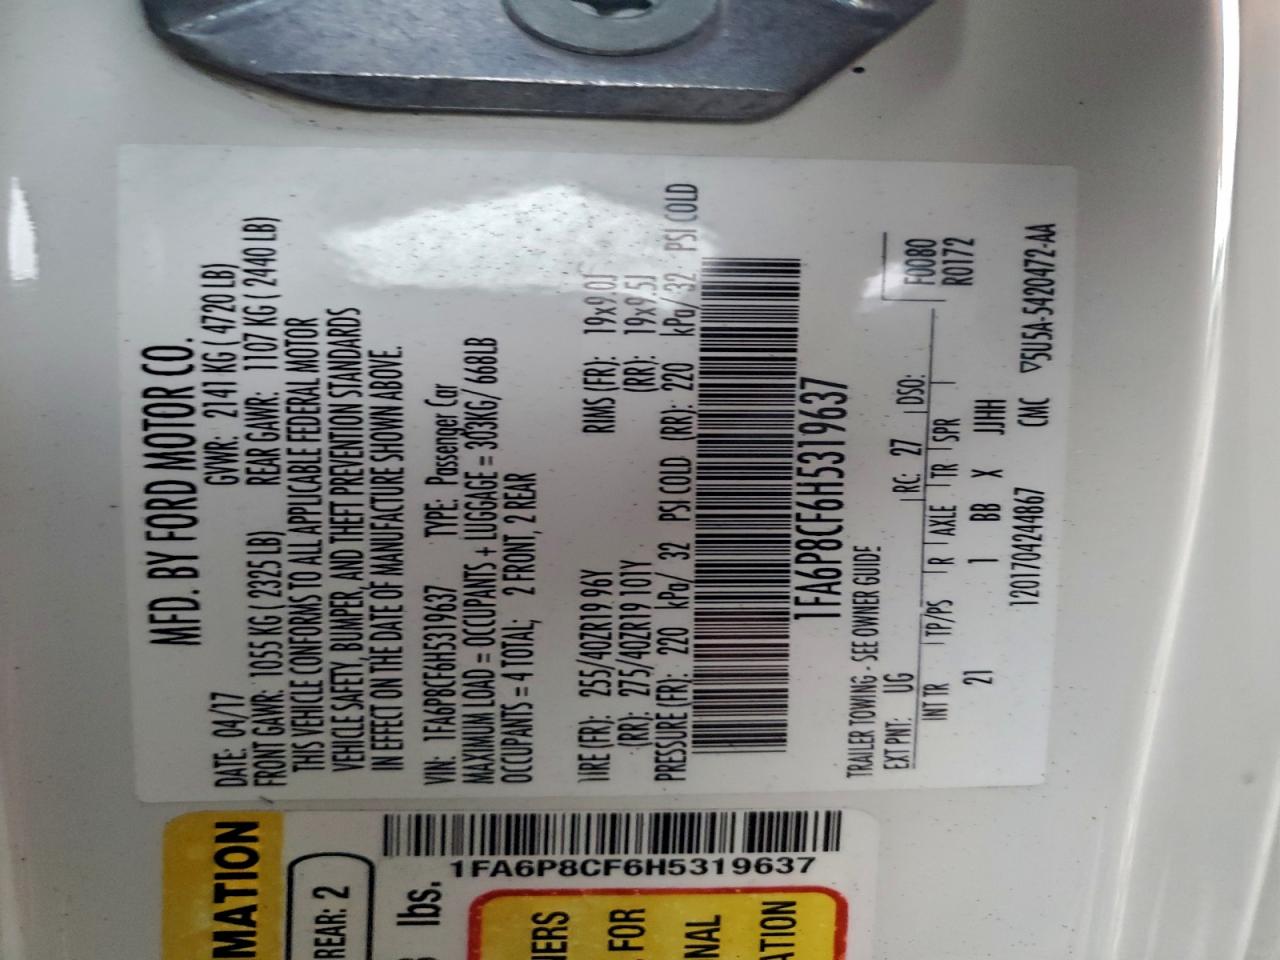 MFD. BY FORD MOTOR CO.
DATE: 04/17 GVWR: 2141 KG ( 4720 LB)
FRONT GAWR: 1055 KG ( 2325 LB) REAR GAWR: 1107 KG ( 2440 LB)
THIS VEHICLE CONFORMS TO ALL APPLICABLE FEDERAL MOTOR
VEHICLE SAFETY, BUMPER, AND THEFT PREVENTION STANDARDS
IN EFFECT ON THE DATE OF MANUFACTURE SHOWN ABOVE.
VIN: 1FA6P8CF6H5319637 TYPE: Passenger Car
MAXIMUM LOAD = OCCUPANTS + LUGGAGE = 303KG/ 668LB
OCCUPANTS = 4 TOTAL; 2 FRONT, 2 REAR
TIRE (FR): 255/40ZR19 96Y RIMS (FR): 19x9.0J
(RR): 275/40ZR19 101Y (RR): 19x9.5J
PRESSURE (FR): 220 kPa/ 32 PSI COLD (RR): 220 kPa/ 32 PSI COLD
1FA6P8CF6H5319637
TRAILER TOWING - SEE OWNER GUIDE
EXT PNT: UG RC: 27 DSO: F0080
INT TR TP/PS R AXLE TR SPR R0172
21 1 BB X JJHH
1201704244867 CMC ▽5U5A-5420472-AA
MATION
REAR: 2
lbs.
1FA6P8CF6H5319637
NERS
FOR
NAL
ATION